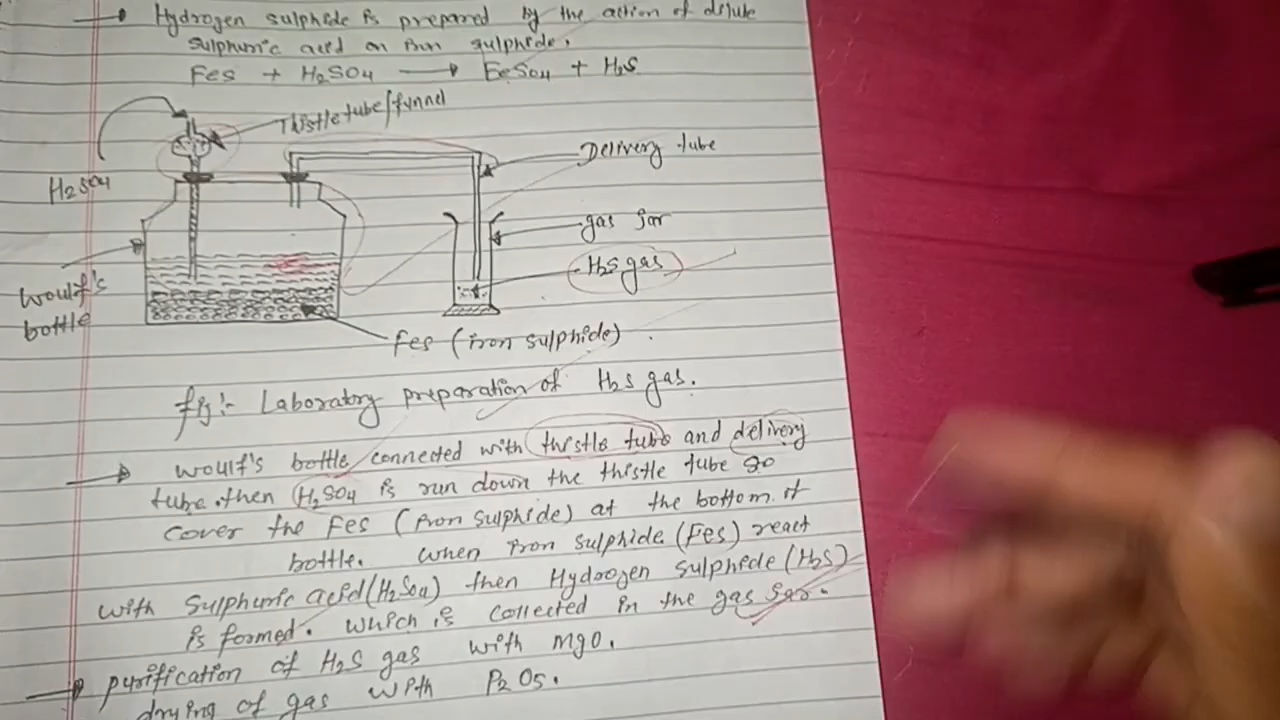 Hydrogen sulphide is prepared by the action of dilute
sulphuric acid on iron sulphide.
FeS + H2SO4 → FeSO4 + H2S
Thistle tube/funnel
H2SO4
Delivery tube
gas jar
H2S gas
Woulf's
bottle
FeS (iron sulphide)
fig:- Laboratory preparation of H2S gas.
Woulf's bottle connected with thistle tube and delivery
tube. then H2SO4 is run down the thistle tube go
cover the FeS (iron sulphide) at the bottom. of
bottle. When iron sulphide (FeS) react
with sulphuric acid (H2SO4) then Hydrogen sulphide (H2S)
is formed. Which is collected in the gas jar.
purification of H2S gas with MgO.
drying of gas with P2O5.